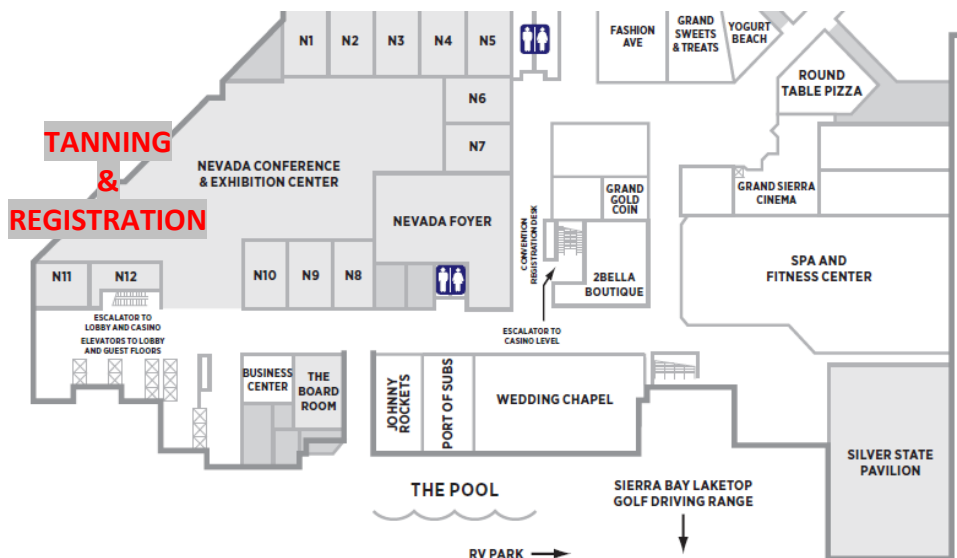 N1
N2
N3
N4
N5
FASHION
AVE
GRAND
SWEETS
& TREATS
YOGURT
BEACH
ROUND
TABLE PIZZA
N6
N7
TANNING
&
REGISTRATION
NEVADA CONFERENCE
& EXHIBITION CENTER
NEVADA FOYER
GRAND
GOLD
COIN
GRAND SIERRA
CINEMA
CONVENTION
REGISTRATION DESK
N11
N12
N10
N9
N8
2BELLA
BOUTIQUE
SPA AND
FITNESS CENTER
ESCALATOR TO
LOBBY AND CASINO
ELEVATORS TO LOBBY
AND GUEST FLOORS
ESCALATOR TO
CASINO LEVEL
BUSINESS
CENTER
THE
BOARD
ROOM
JOHNNY
ROCKETS
PORT OF SUBS
WEDDING CHAPEL
SILVER STATE
PAVILION
THE POOL
SIERRA BAY LAKETOP
GOLF DRIVING RANGE
RV PARK